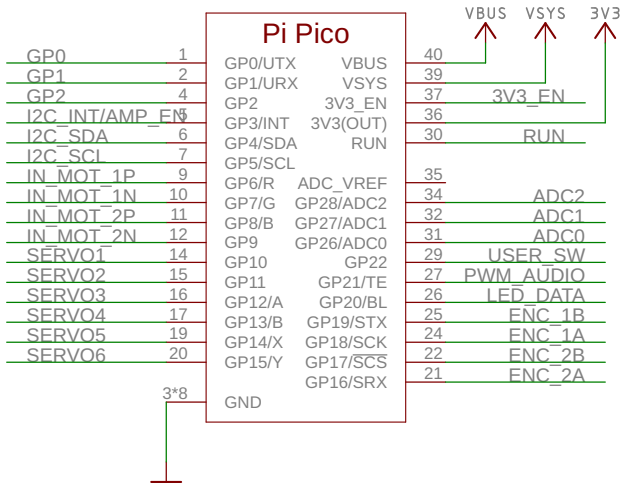 VBUS VSYS 3V3
Pi Pico
GP0 1 GP0/UTX VBUS 40
GP1 2 GP1/URX VSYS 39
GP2 4 GP2 3V3_EN 37 3V3_EN
I2C_INT/AMP_EN 5 GP3/INT 3V3(OUT) 36
I2C_SDA 6 GP4/SDA RUN 30 RUN
I2C_SCL 7 GP5/SCL
IN_MOT_1P 9 GP6/R ADC_VREF 35
IN_MOT_1N 10 GP7/G GP28/ADC2 34 ADC2
IN_MOT_2P 11 GP8/B GP27/ADC1 32 ADC1
IN_MOT_2N 12 GP9 GP26/ADC0 31 ADC0
SERVO1 14 GP10 GP22 29 USER_SW
SERVO2 15 GP11 GP21/TE 27 PWM_AUDIO
SERVO3 16 GP12/A GP20/BL 26 LED_DATA
SERVO4 17 GP13/B GP19/STX 25 ENC_1B
SERVO5 19 GP14/X GP18/SCK 24 ENC_1A
SERVO6 20 GP15/Y GP17/SCS 22 ENC_2B
GP16/SRX 21 ENC_2A
3*8 GND